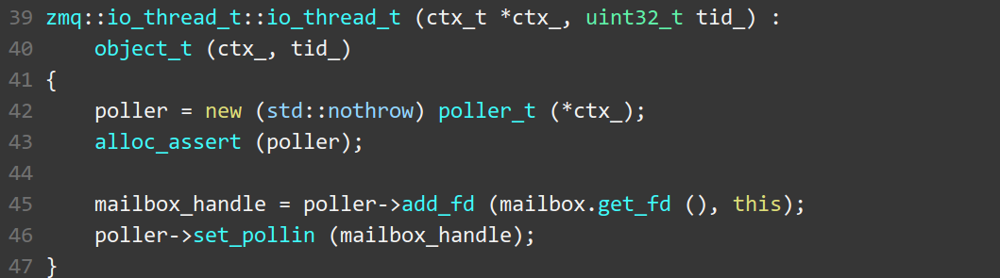 39 zmq::io_thread_t::io_thread_t (ctx_t *ctx_, uint32_t tid_) :
40     object_t (ctx_, tid_)
41 {
42     poller = new (std::nothrow) poller_t (*ctx_);
43     alloc_assert (poller);
44
45     mailbox_handle = poller->add_fd (mailbox.get_fd (), this);
46     poller->set_pollin (mailbox_handle);
47 }